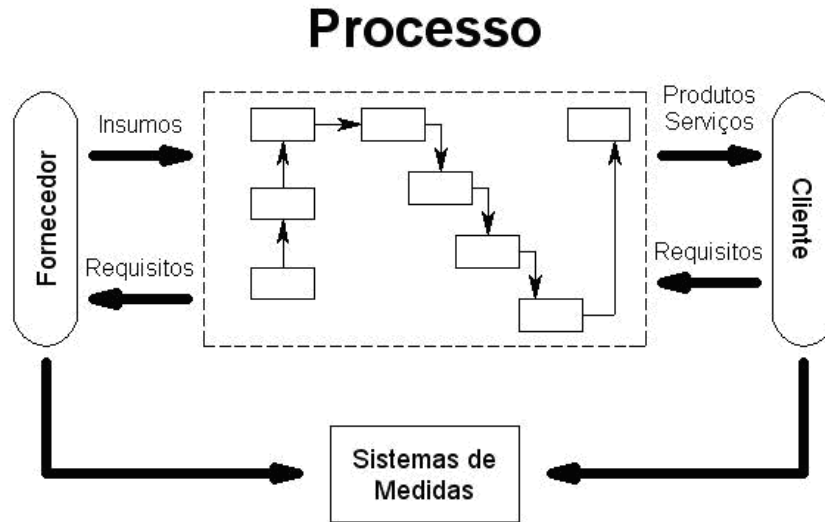 Processo
Insumos
Produtos
Serviços
Fornecedor
Cliente
Requisitos
Requisitos
Sistemas de
Medidas